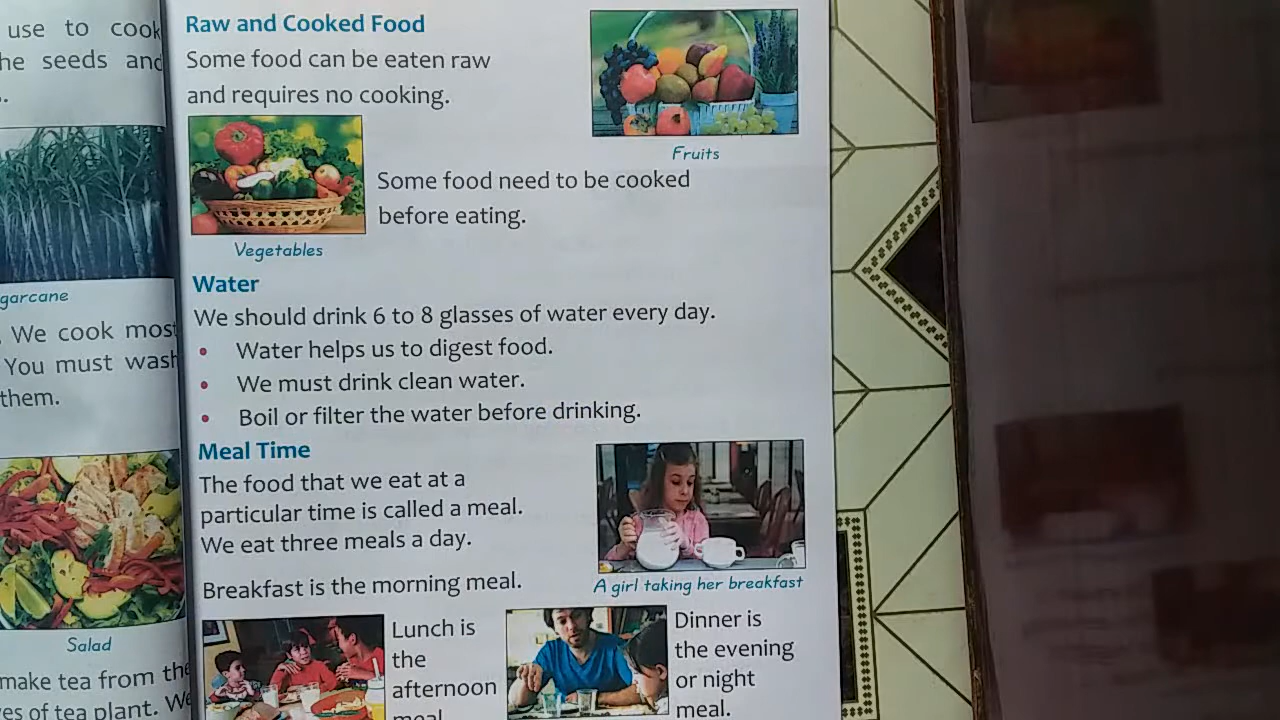 use to cook
he seeds and
Sugarcane
We cook most
You must wash
them.
Salad
make tea from the
es of tea plant. We
Raw and Cooked Food
Some food can be eaten raw
and requires no cooking.
Fruits
Some food need to be cooked
before eating.
Vegetables
Water
We should drink 6 to 8 glasses of water every day.
• Water helps us to digest food.
• We must drink clean water.
• Boil or filter the water before drinking.
Meal Time
The food that we eat at a
particular time is called a meal.
We eat three meals a day.
A girl taking her breakfast
Breakfast is the morning meal.
Lunch is
the
afternoon
meal.
Dinner is
the evening
or night
meal.